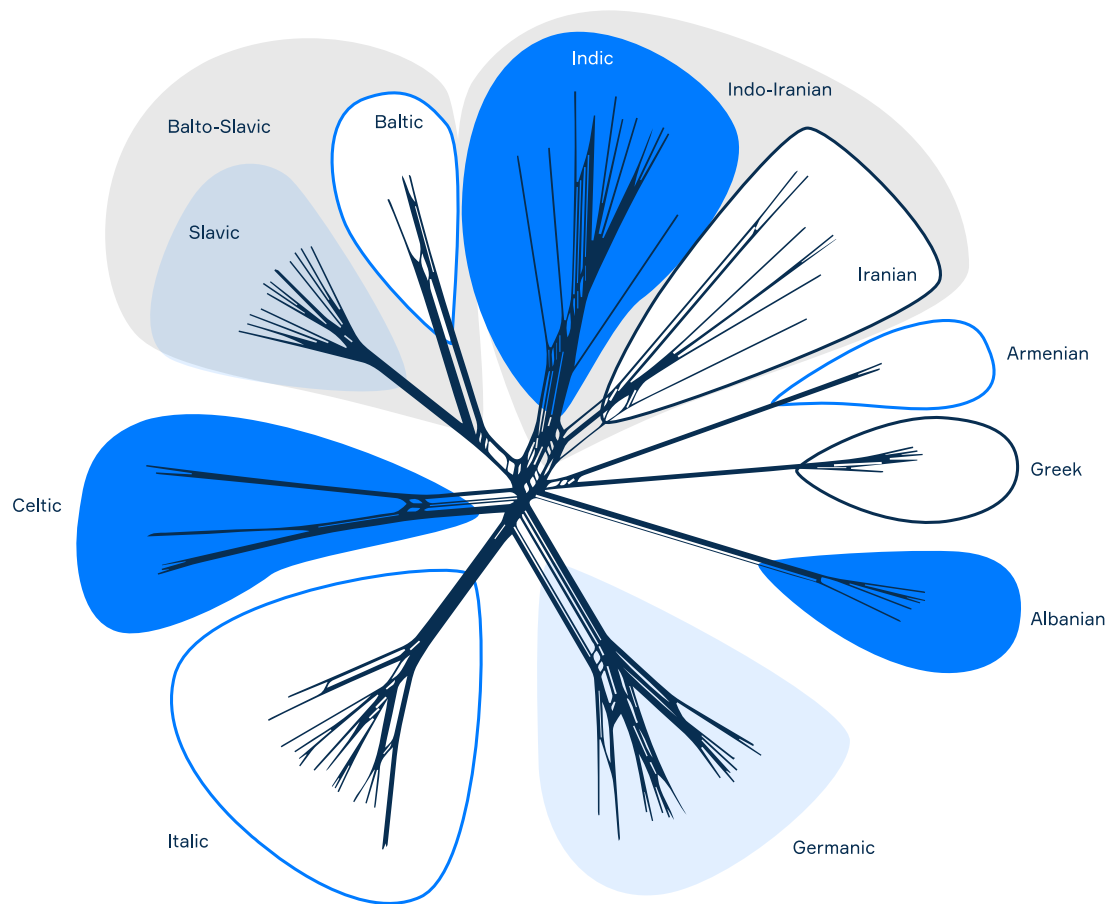 Indic
Indo-Iranian
Balto-Slavic
Baltic
Slavic
Iranian
Armenian
Greek
Celtic
Albanian
Italic
Germanic